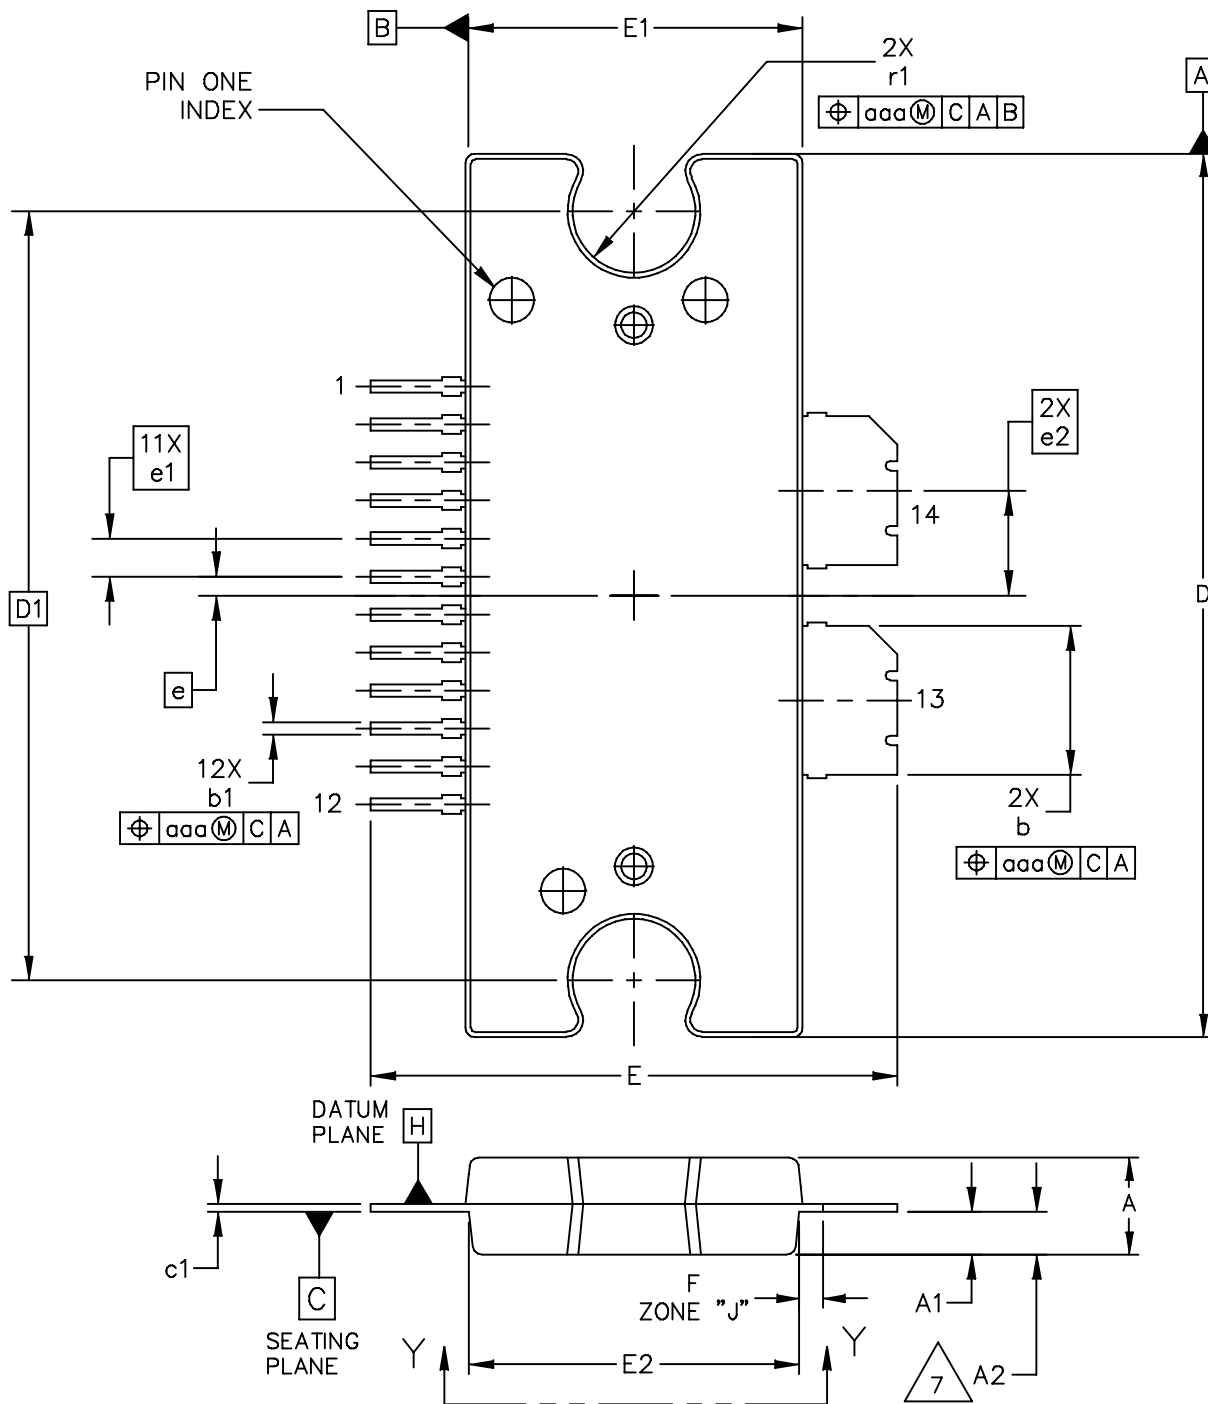 B
E1
2X
r1
⌖ aaa Ⓜ C A B
A
PIN ONE
INDEX
1
11X
e1
2X
e2
14
D1
D
e
13
12X
b1
⌖ aaa Ⓜ C A
12
2X
b
⌖ aaa Ⓜ C A
E
DATUM
PLANE
H
A
c1
C
SEATING
PLANE
F
ZONE "J"
A1
Y
E2
Y
7
A2